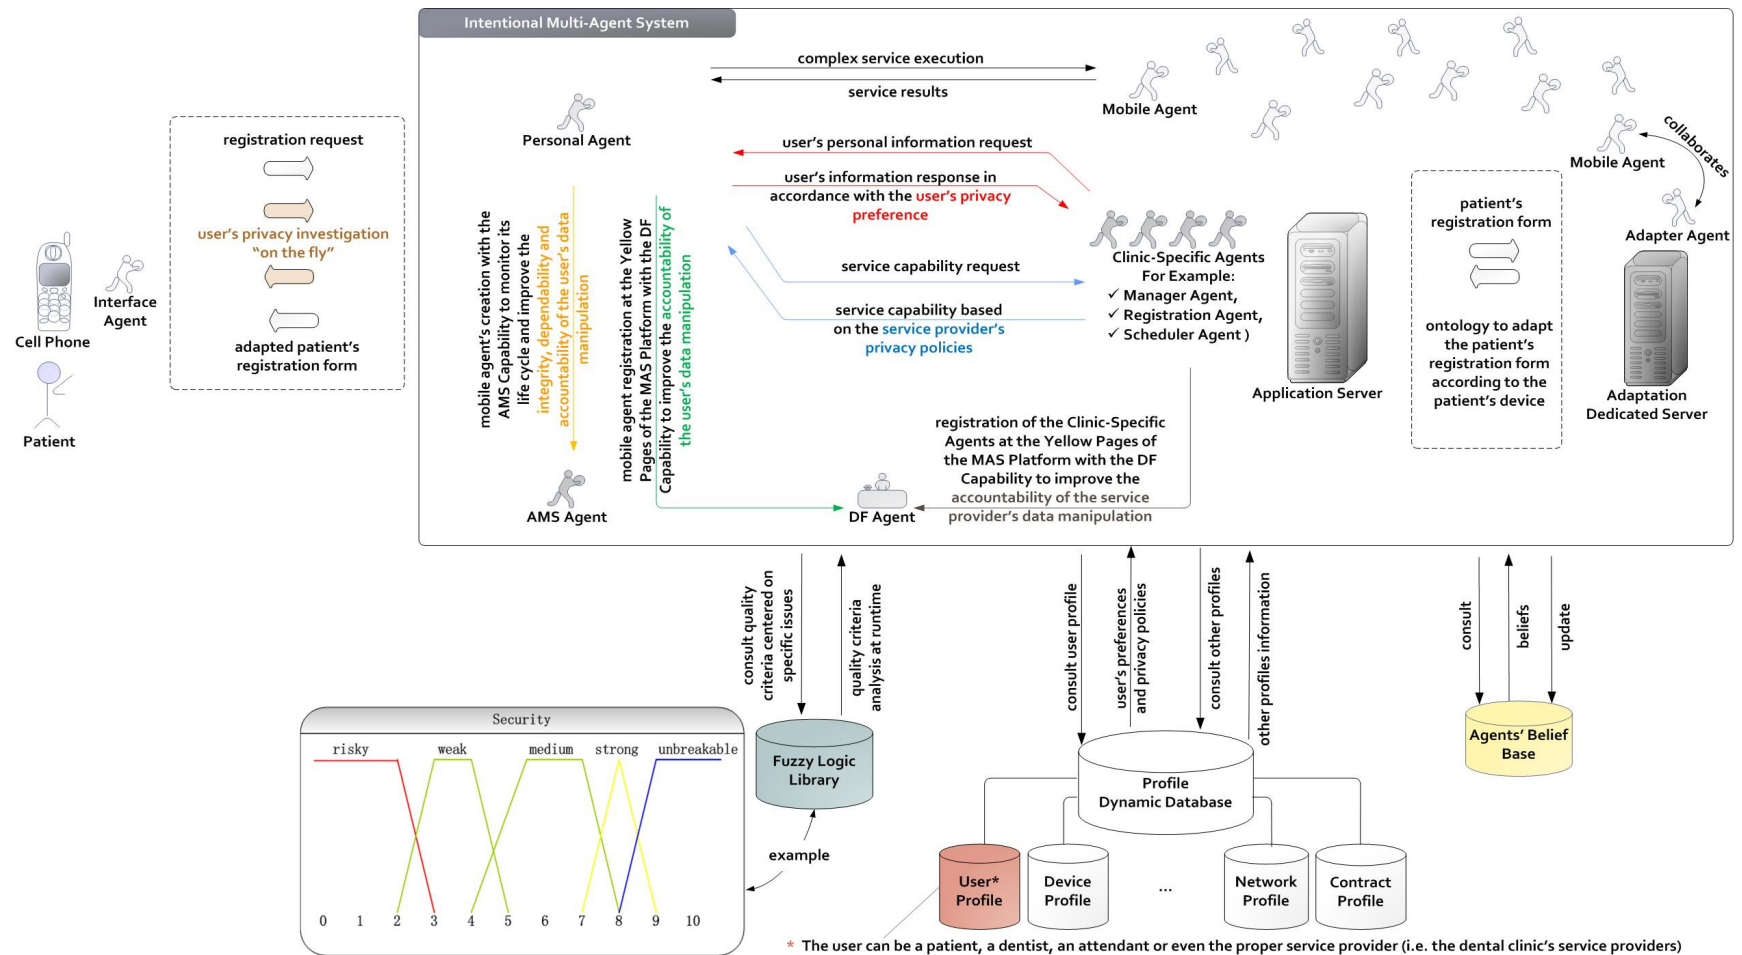 Intentional Multi-Agent System
complex service execution
service results
Personal Agent
Mobile Agent
Mobile Agent
collaborates
Adapter Agent
registration request
user's privacy investigation
"on the fly"
adapted patient's
registration form
Cell Phone
Interface
Agent
Patient
user's personal information request
user's information response in
accordance with the user's privacy
preference
service capability request
service capability based
on the service provider's
privacy policies
mobile agent's creation with the
AMS Capability to monitor its
life cycle and improve the
integrity, dependability and
accountability of the user's data
manipulation
mobile agent registration at the Yellow
Pages of the MAS Platform with the DF
Capability to improve the accountability of
the user's data manipulation
Clinic-Specific Agents
For Example:
✓ Manager Agent,
✓ Registration Agent,
✓ Scheduler Agent )
Application Server
patient's
registration form
ontology to adapt
the patient's
registration form
according to the
patient's device
Adaptation
Dedicated Server
registration of the Clinic-Specific
Agents at the Yellow Pages of
the MAS Platform with the DF
Capability to improve the
accountability of the service
provider's data manipulation
AMS Agent
DF Agent
consult quality
criteria centered on
specific issues
quality criteria
analysis at runtime
consult user profile
user's preferences
and privacy policies
consult other profiles
other profiles information
consult
beliefs
update
Security
risky weak medium strong unbreakable
0 1 2 3 4 5 6 7 8 9 10
Fuzzy Logic
Library
example
Profile
Dynamic Database
Agents' Belief
Base
User*
Profile
Device
Profile
...
Network
Profile
Contract
Profile
* The user can be a patient, a dentist, an attendant or even the proper service provider (i.e. the dental clinic's service providers)